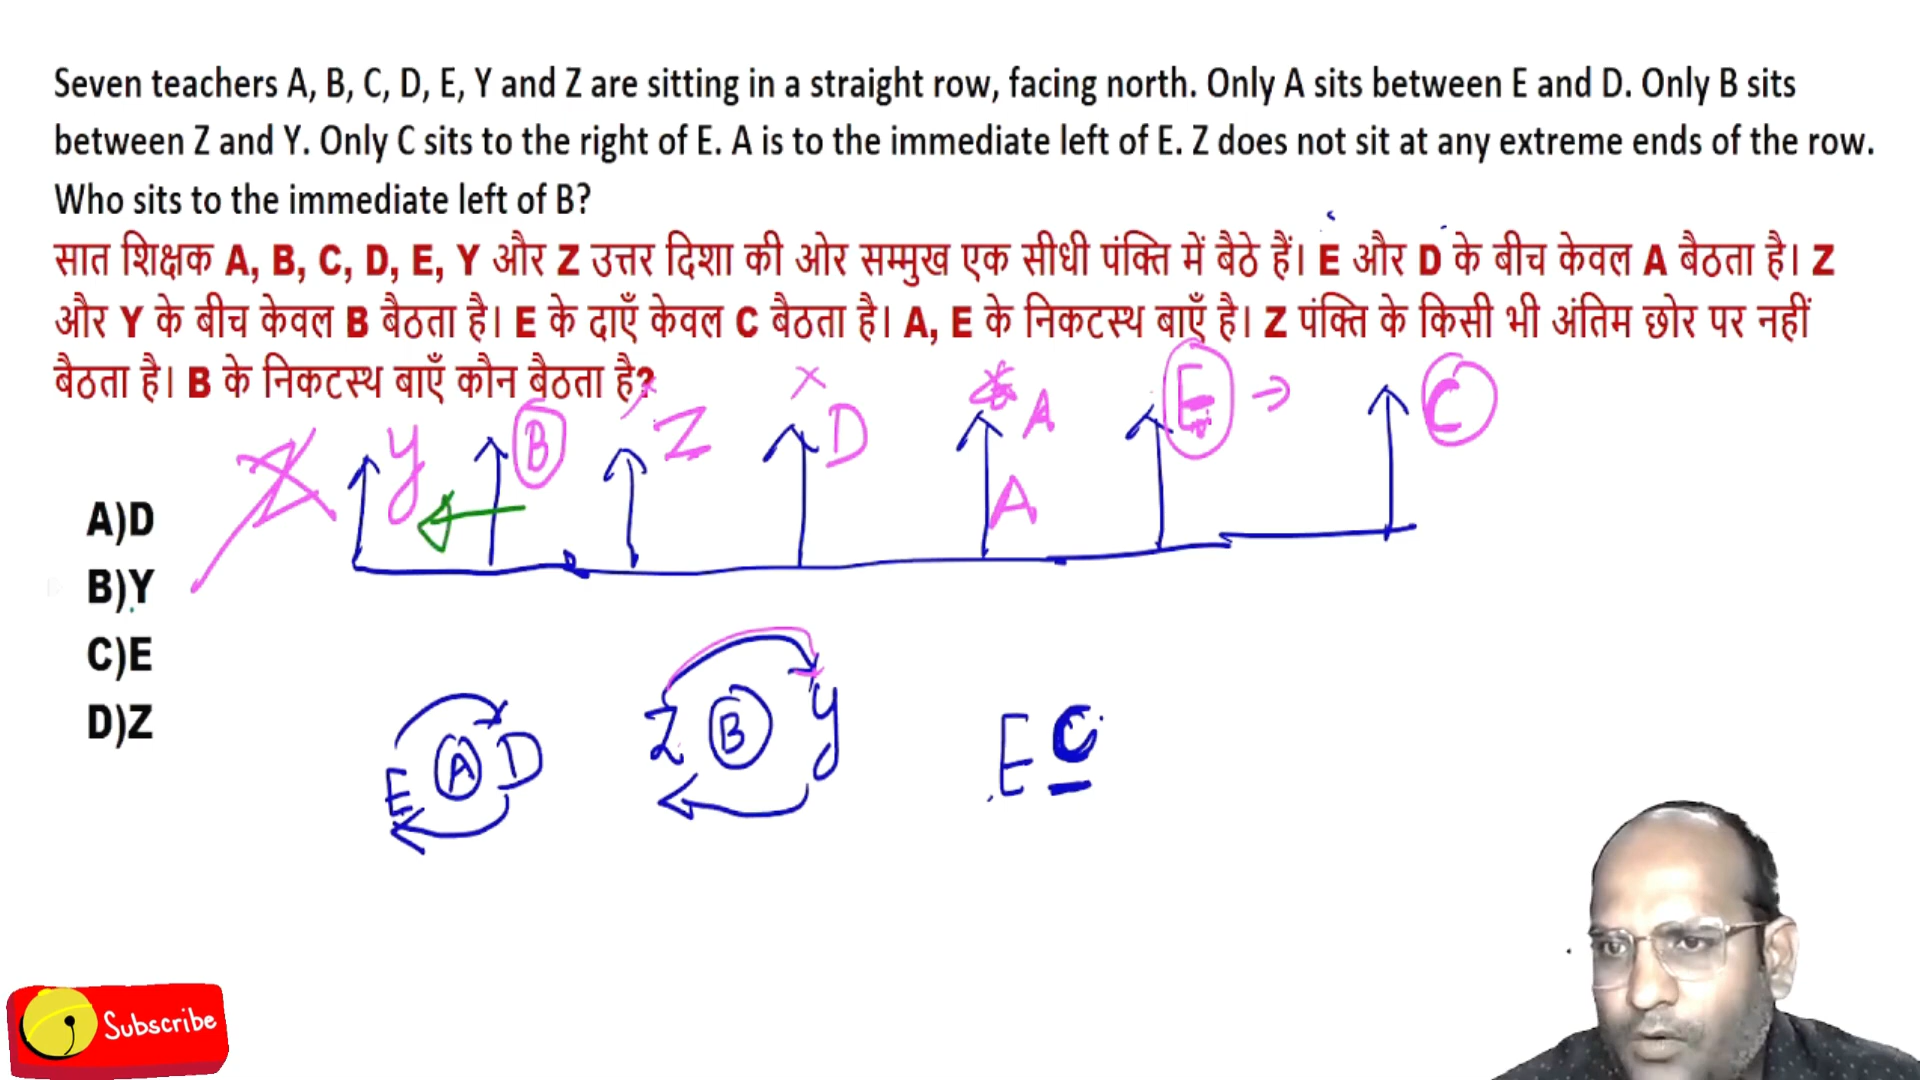 Seven teachers A, B, C, D, E, Y and Z are sitting in a straight row, facing north. Only A sits between E and D. Only B sits
between Z and Y. Only C sits to the right of E. A is to the immediate left of E. Z does not sit at any extreme ends of the row.
Who sits to the immediate left of B?
सात शिक्षक A, B, C, D, E, Y और Z उत्तर दिशा की ओर सम्मुख एक सीधी पंक्ति में बैठे हैं। E और D के बीच केवल A बैठता है। Z
और Y के बीच केवल B बैठता है। E के दाएँ केवल C बैठता है। A, E के निकटस्थ बाएँ है। Z पंक्ति के किसी भी अंतिम छोर पर नहीं
बैठता है। B के निकटस्थ बाएँ कौन बैठता है?
Z Y B Z D A E C
A
A)D
B)Y
C)E
D)Z
E A D Z B Y E C
Subscribe